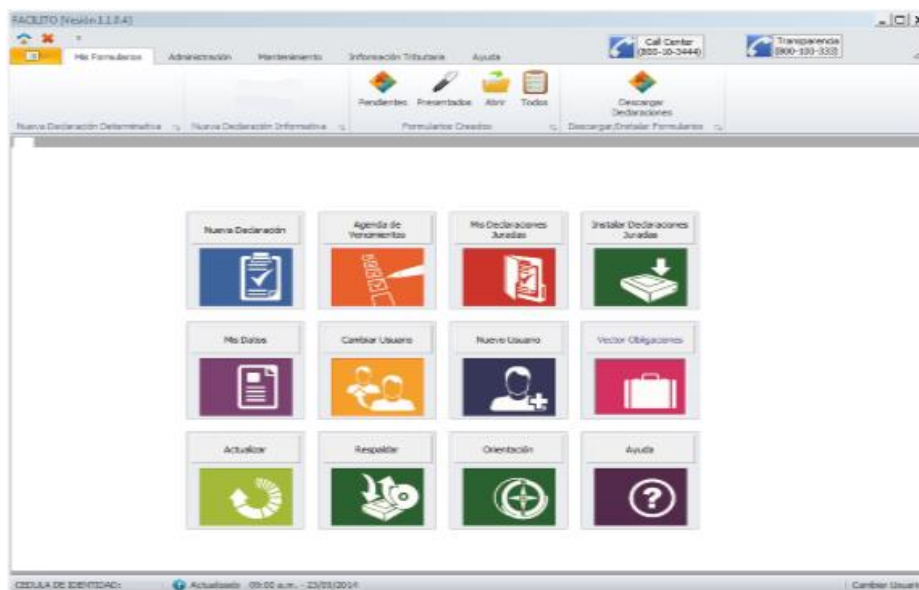 FACILITO [Versión 3.1.0.4]
Call Center
(800-10-3444)
Transparencia
(800-100-333)
Mis Formularios Administración Mantenimiento Información Tributaria Ayuda
Pendientes Presentados Abrir Todos Descargar Declaraciones
Nueva Declaración Determinativa Nueva Declaración Informativa Formularios Creados Descargar/Instalar Formularios
Nueva Declaración
Agenda de
Vencimientos
Mis Declaraciones
Juradas
Instalar Declaraciones
Juradas
Mis Datos
Cambiar Usuario
Nuevo Usuario
Vector Obligaciones
Actualizar
Respaldar
Orientación
Ayuda
CEDULA DE IDENTIDAD: Actualizado 09:00 a.m. - 23/01/2014 Cambiar Usuario